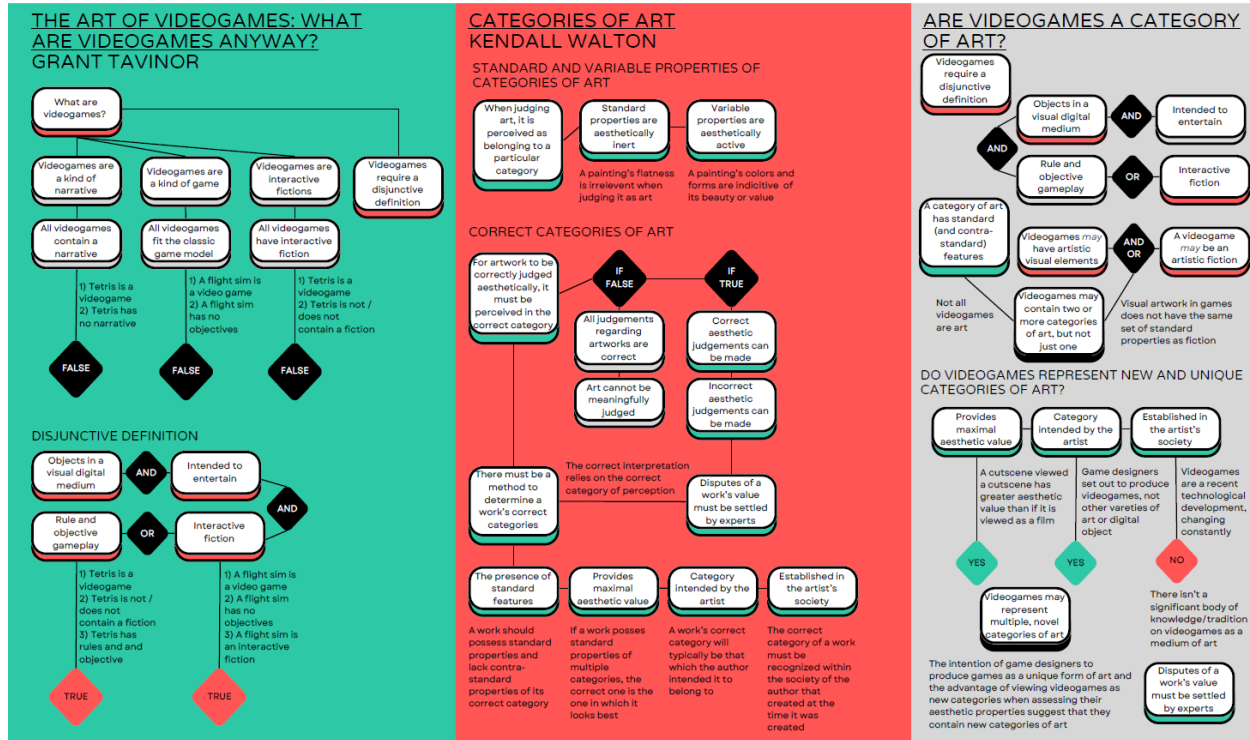 THE ART OF VIDEOGAMES: WHAT
ARE VIDEOGAMES ANYWAY?
GRANT TAVINOR
What are
videogames?
Videogames are
a kind of
narrative
Videogames are
a kind of game
Videogames are
interactive
fictions
Videogames
require a
disjunctive
definition
All videogames
contain a
narrative
All videogames
fit the classic
game model
All videogames
have interactive
fiction
1) Tetris is a
videogame
2) Tetris has
no narrative
1) A flight sim is
a video game
2) A flight sim
has no
objectives
1) Tetris is a
videogame
2) Tetris is not /
does not
contain a fiction
FALSE
FALSE
FALSE
DISJUNCTIVE DEFINITION
Objects in a
visual digital
medium
AND
Intended to
entertain
AND
Rule and
objective
gameplay
OR
Interactive
fiction
1) Tetris is a
videogame
2) Tetris is not /
does not
contain a fiction
3) Tetris has
rules and and
objective
1) A flight sim is
a video game
2) A flight sim
has no
objectives
3) A flight sim is
an interactive
fiction
TRUE
TRUE
CATEGORIES OF ART
KENDALL WALTON
STANDARD AND VARIABLE PROPERTIES OF
CATEGORIES OF ART
When judging
art, it is
perceived as
belonging to a
particular
category
Standard
properties are
aesthetically
inert
Variable
properties are
aesthetically
active
A painting's flatness
is irrelevent when
judging it as art
A painting's colors and
forms are indicitive of
its beauty or value
CORRECT CATEGORIES OF ART
For artwork to be
correctly judged
aesthetically, it
must be
perceived in the
correct category
IF
FALSE
IF
TRUE
All judgements
regarding
artworks are
correct
Correct
aesthetic
judgements can
be made
Art cannot be
meaningfully
judged
Incorrect
aesthetic
judgements can
be made
There must be a
method to
determine a
work's correct
categories
The correct interpretation
relies on the correct
category of perception
Disputes of a
work's value
must be settled
by experts
The presence of
standard
features
Provides
maximal
aesthetic value
Category
intended by the
artist
Established in
the artist's
society
A work should
possess standard
properties and
lack contra-
standard
properties of its
correct category
If a work posses
standard
properties of
multiple
categories, the
correct one is the
one in which it
looks best
A work's correct
category will
typically be that
which the author
intended it to
belong to
The correct
category of a work
must be
recognized within
the society of the
author that
created at the
time it was
created
ARE VIDEOGAMES A CATEGORY
OF ART?
Videogames
require a
disjunctive
definition
Objects in a
visual digital
medium
AND
Intended to
entertain
AND
Rule and
objective
gameplay
OR
Interactive
fiction
A category of art
has standard
(and contra-
standard)
features
Videogames may
have artistic
visual elements
AND
OR
A videogame
may be an
artistic fiction
Not all
videogames
are art
Videogames may
contain two or
more categories
of art, but not
just one
Visual artwork in games
does not have the same
set of standard
properties as fiction
DO VIDEOGAMES REPRESENT NEW AND UNIQUE
CATEGORIES OF ART?
Provides
maximal
aesthetic value
Category
intended by the
artist
Established in
the artist's
society
A cutscene viewed
a cutscene has
greater aesthetic
value than if it is
viewed as a film
Game designers
set out to produce
videogames, not
other vareties of
art or digital
object
Videogames
are a recent
technological
development,
changing
constantly
YES
YES
NO
Videogames may
represent
multiple, novel
categories of art
There isn't a
significant body of
knowledge/tradition
on videogames as a
medium of art
The intention of game designers to
produce games as a unique form of art and
the advantage of viewing videogames as
new categories when assessing their
aesthetic properties suggest that they
contain new categories of art
Disputes of a
work's value
must be settled
by experts